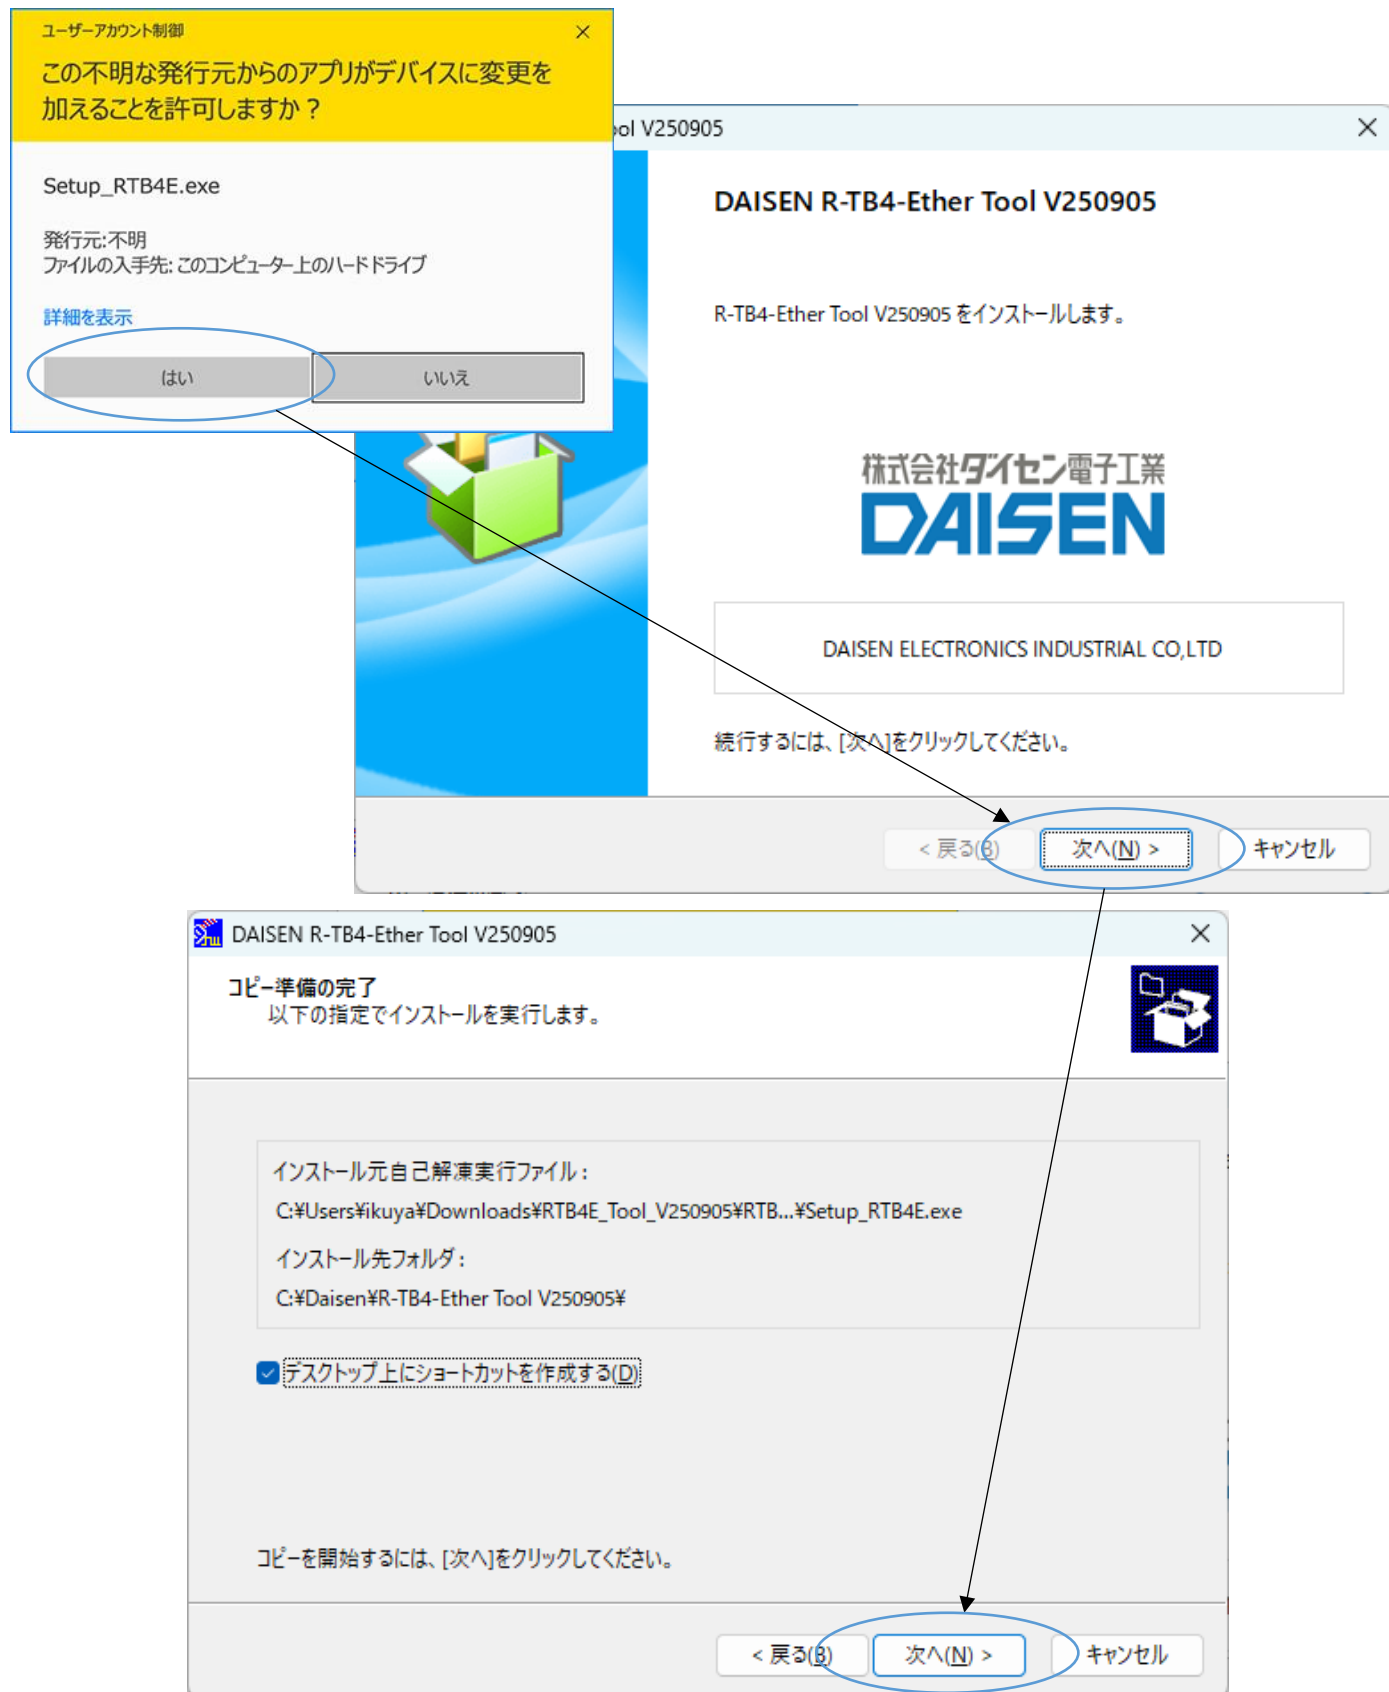 ユーザーアカウント制御
この不明な発行元からのアプリがデバイスに変更を
加えることを許可しますか？
Setup_RTB4E.exe
発行元:不明
ファイルの入手先: このコンピューター上のハード ドライブ
詳細を表示
はい
いいえ
ool V250905
DAISEN R-TB4-Ether Tool V250905
R-TB4-Ether Tool V250905 をインストールします。
株式会社ダイセン電子工業
DAISEN
DAISEN ELECTRONICS INDUSTRIAL CO,LTD
続行するには、[次へ]をクリックしてください。
< 戻る(B)
次へ(N) >
キャンセル
DAISEN R-TB4-Ether Tool V250905
コピー準備の完了
以下の指定でインストールを実行します。
インストール元自己解凍実行ファイル :
C:¥Users¥ikuya¥Downloads¥RTB4E_Tool_V250905¥RTB...¥Setup_RTB4E.exe
インストール先フォルダ :
C:¥Daisen¥R-TB4-Ether Tool V250905¥
デスクトップ上にショートカットを作成する(D)
コピーを開始するには、[次へ]をクリックしてください。
< 戻る(B)
次へ(N) >
キャンセル